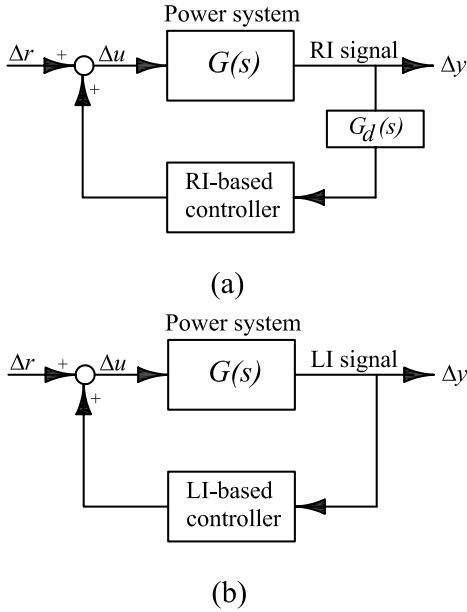 Power system
Δr + Δu G(s) RI signal Δy
+
G_d(s)
RI-based
controller
(a)
Power system
Δr + Δu G(s) LI signal Δy
+
LI-based
controller
(b)